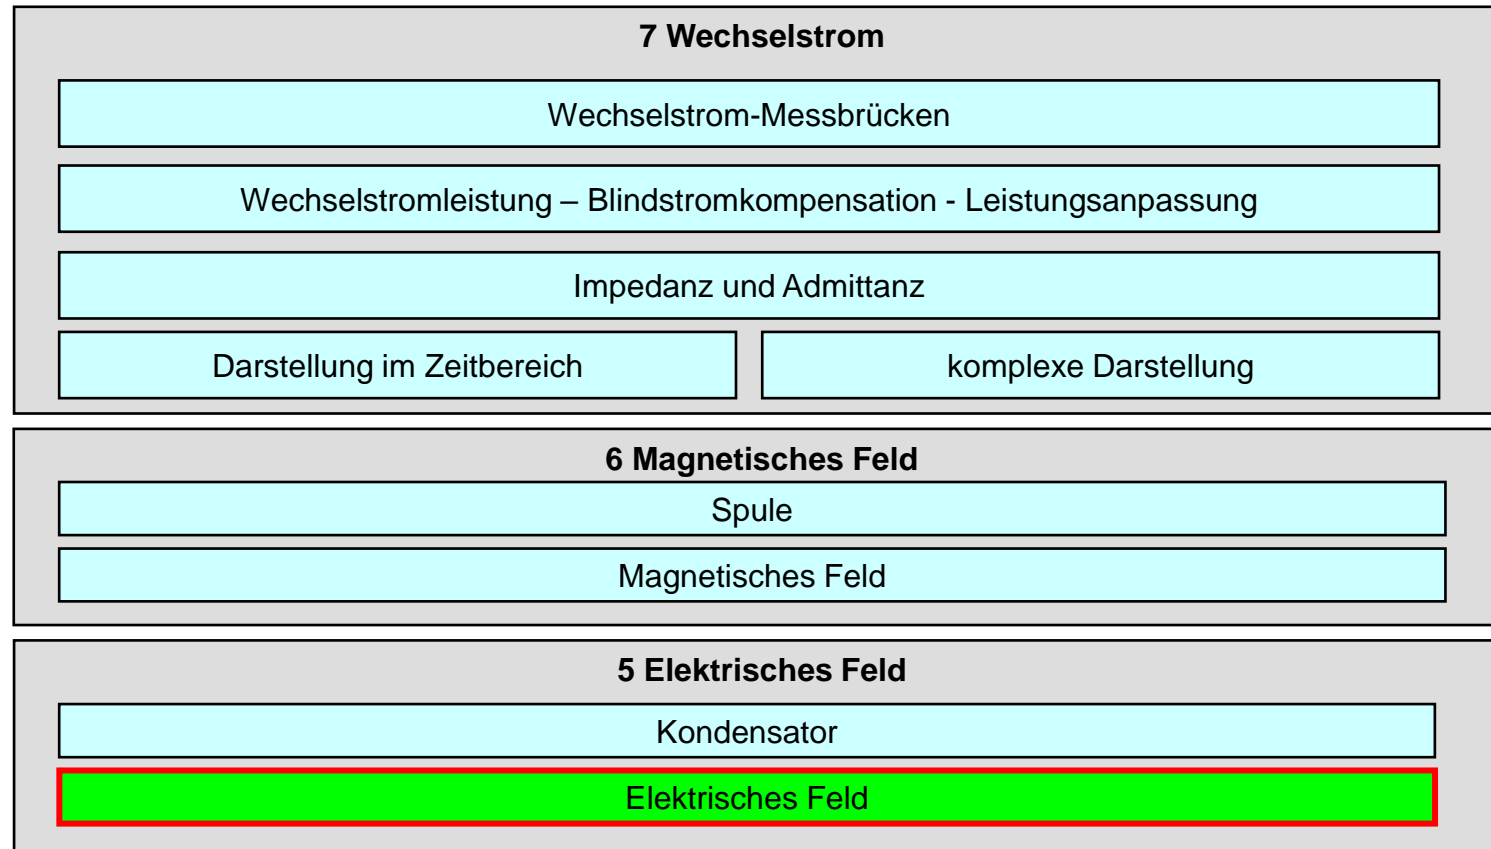 7 Wechselstrom
Wechselstrom-Messbrücken
Wechselstromleistung – Blindstromkompensation - Leistungsanpassung
Impedanz und Admittanz
Darstellung im Zeitbereich
komplexe Darstellung
6 Magnetisches Feld
Spule
Magnetisches Feld
5 Elektrisches Feld
Kondensator
Elektrisches Feld